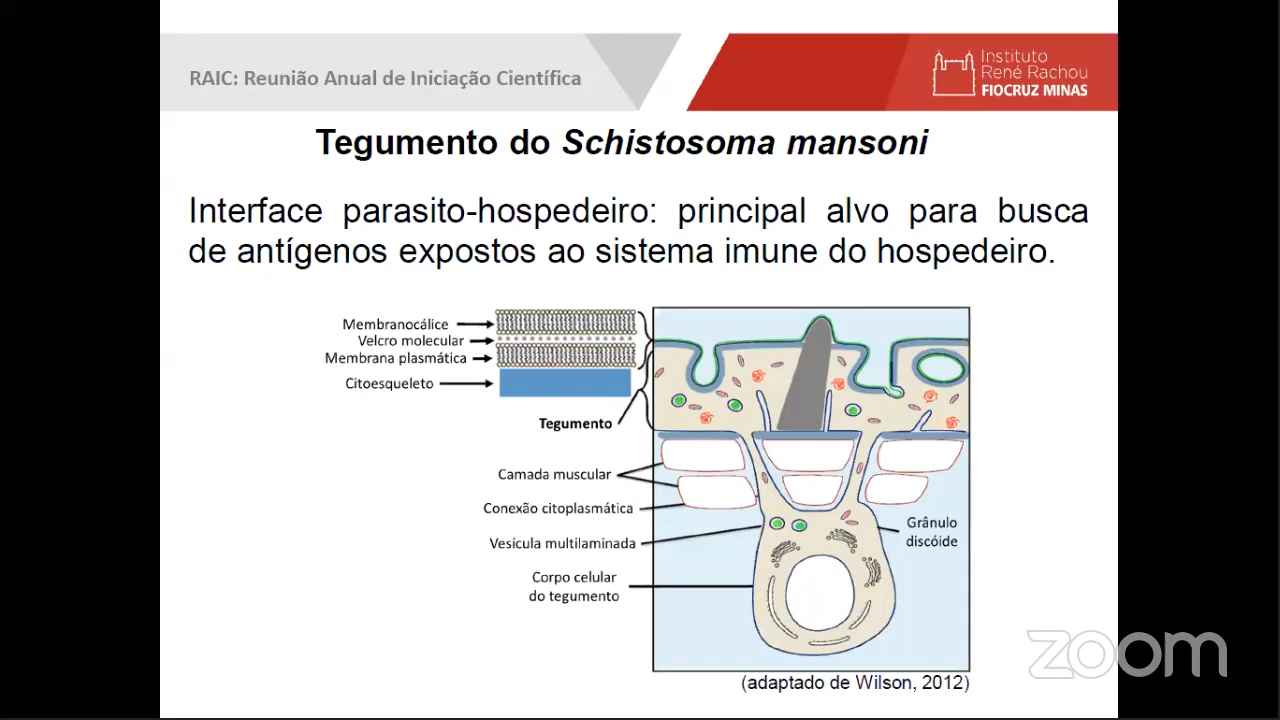 RAIC: Reunião Anual de Iniciação Científica
Instituto
René Rachou
FIOCRUZ MINAS
Tegumento do Schistosoma mansoni
Interface parasito-hospedeiro: principal alvo para busca
de antígenos expostos ao sistema imune do hospedeiro.
Membranocálice
Velcro molecular
Membrana plasmática
Citoesqueleto
Tegumento
Camada muscular
Conexão citoplasmática
Vesícula multilaminada
Corpo celular
do tegumento
Grânulo
discóide
(adaptado de Wilson, 2012)
zoom